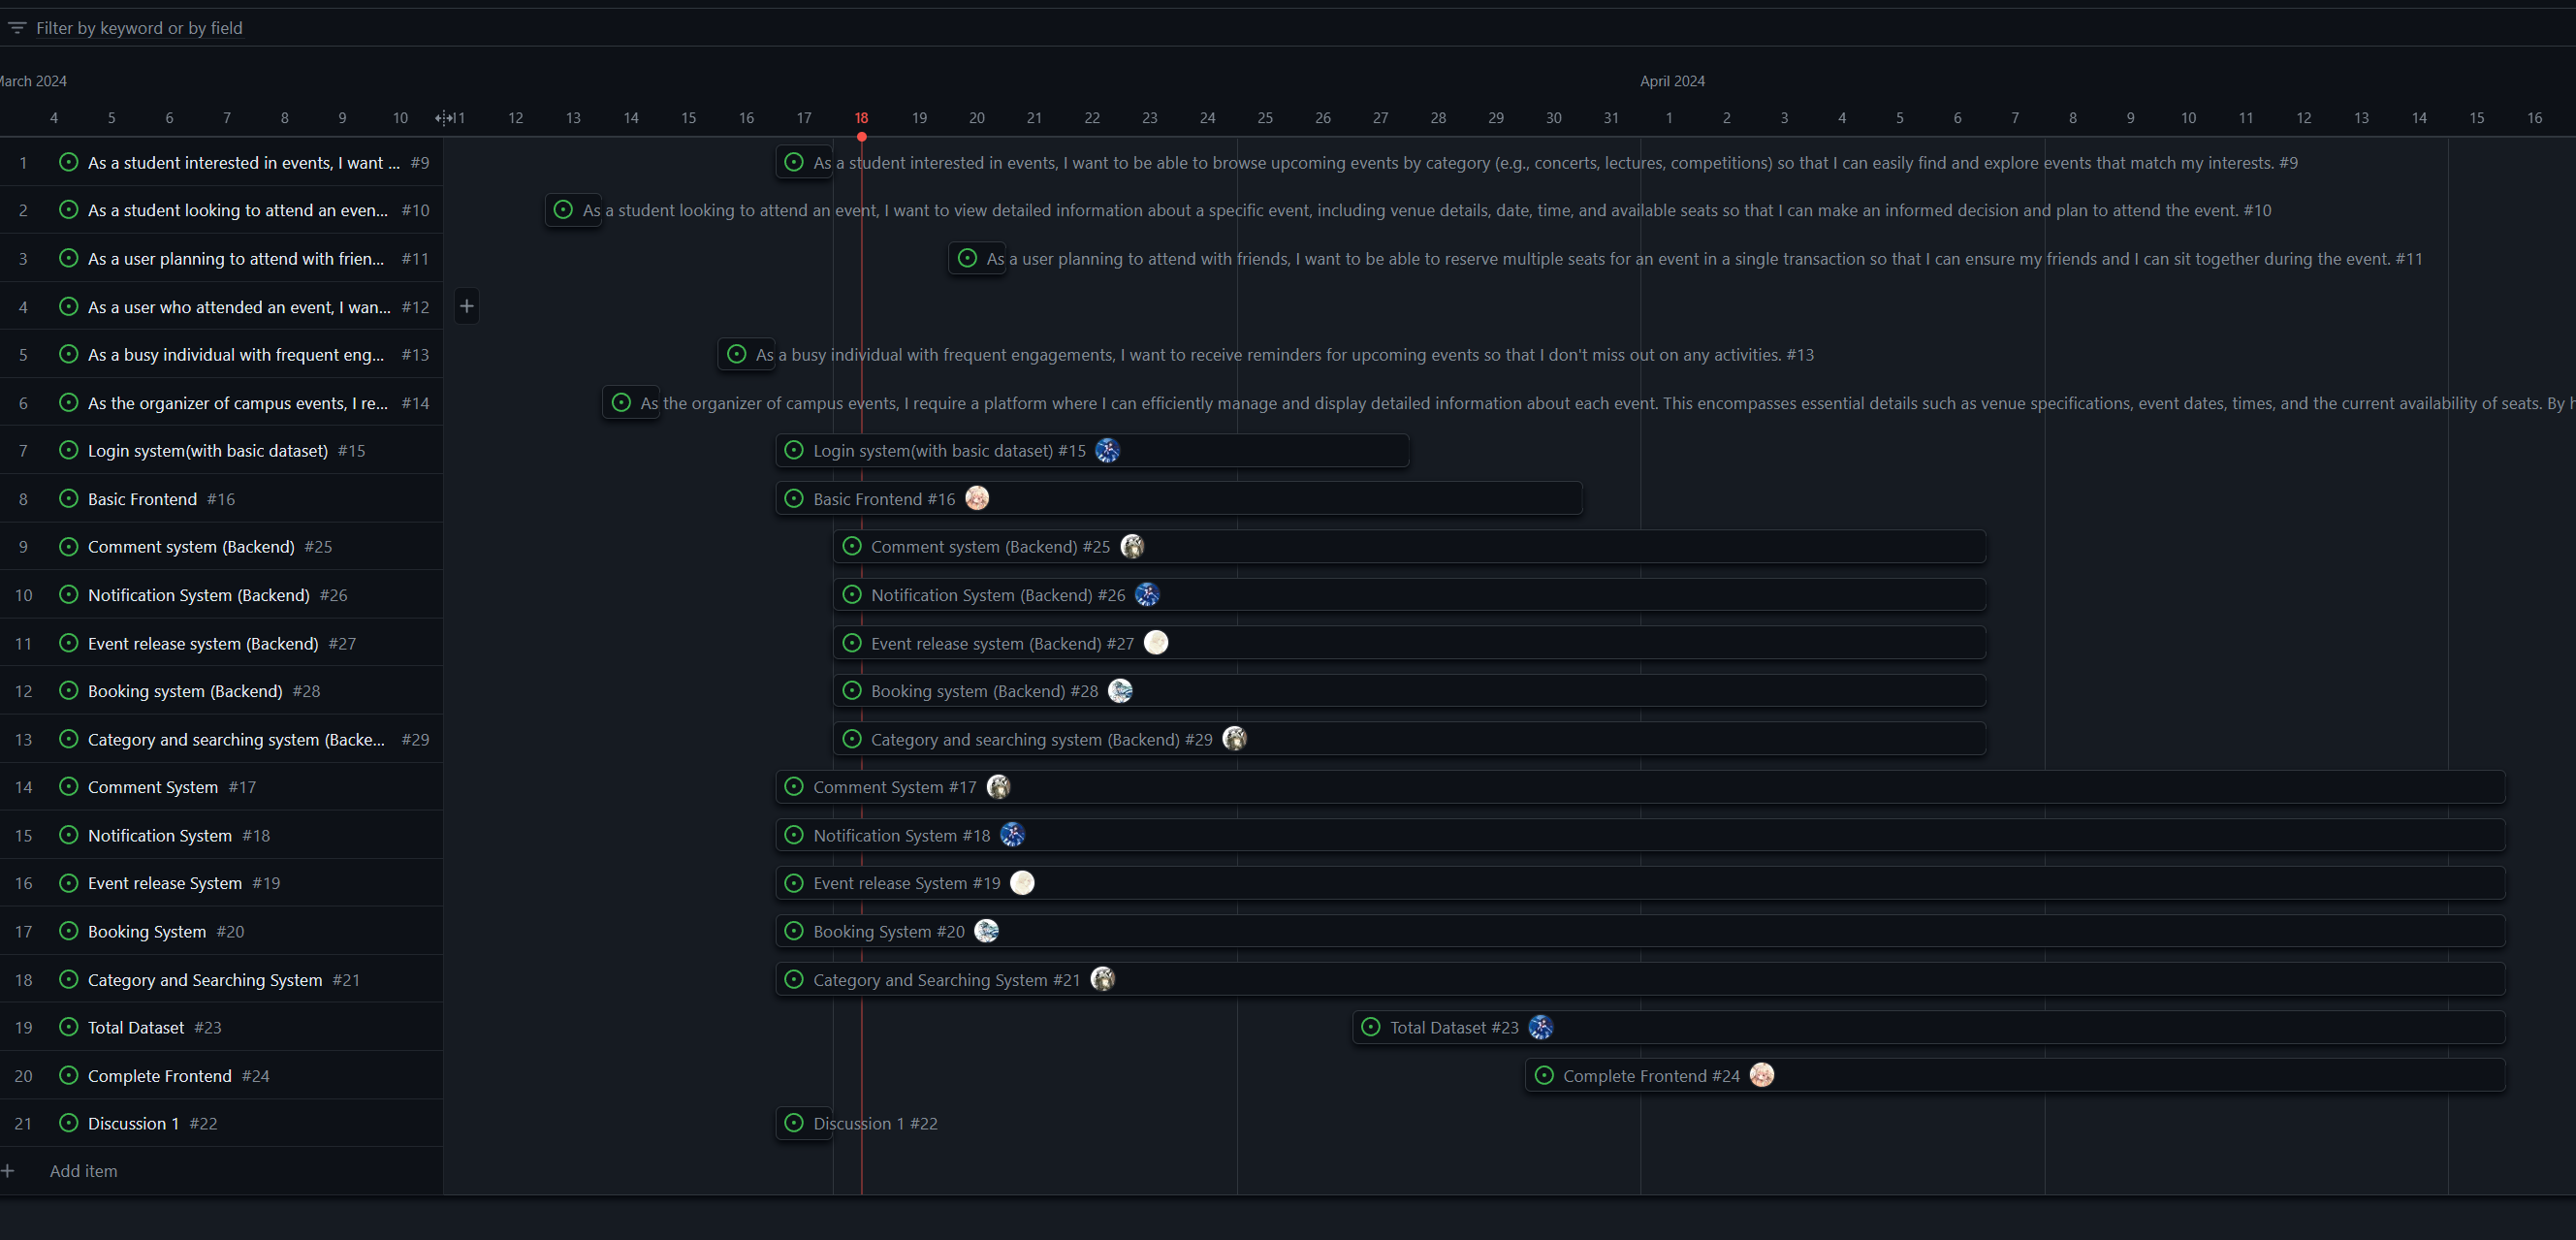 Filter by keyword or by field
March 2024 April 2024
4 5 6 7 8 9 10 11 12 13 14 15 16 17 18 19 20 21 22 23 24 25 26 27 28 29 30 31 1 2 3 4 5 6 7 8 9 10 11 12 13 14 15 16
1 As a student interested in events, I want ... #9 As a student interested in events, I want to be able to browse upcoming events by category (e.g., concerts, lectures, competitions) so that I can easily find and explore events that match my interests. #9
2 As a student looking to attend an even... #10 As a student looking to attend an event, I want to view detailed information about a specific event, including venue details, date, time, and available seats so that I can make an informed decision and plan to attend the event. #10
3 As a user planning to attend with frien... #11 As a user planning to attend with friends, I want to be able to reserve multiple seats for an event in a single transaction so that I can ensure my friends and I can sit together during the event. #11
4 As a user who attended an event, I wan... #12 +
5 As a busy individual with frequent eng... #13 As a busy individual with frequent engagements, I want to receive reminders for upcoming events so that I don't miss out on any activities. #13
6 As the organizer of campus events, I re... #14 As the organizer of campus events, I require a platform where I can efficiently manage and display detailed information about each event. This encompasses essential details such as venue specifications, event dates, times, and the current availability of seats. By
7 Login system(with basic dataset) #15 Login system(with basic dataset) #15
8 Basic Frontend #16 Basic Frontend #16
9 Comment system (Backend) #25 Comment system (Backend) #25
10 Notification System (Backend) #26 Notification System (Backend) #26
11 Event release system (Backend) #27 Event release system (Backend) #27
12 Booking system (Backend) #28 Booking system (Backend) #28
13 Category and searching system (Backe... #29 Category and searching system (Backend) #29
14 Comment System #17 Comment System #17
15 Notification System #18 Notification System #18
16 Event release System #19 Event release System #19
17 Booking System #20 Booking System #20
18 Category and Searching System #21 Category and Searching System #21
19 Total Dataset #23 Total Dataset #23
20 Complete Frontend #24 Complete Frontend #24
21 Discussion 1 #22 Discussion 1 #22
+ Add item